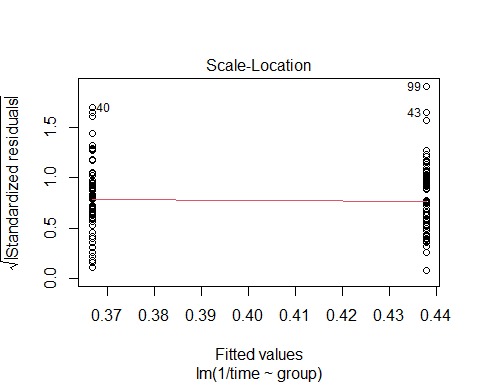 Scale-Location
√|Standardized residuals|
0.0 0.5 1.0 1.5
40
99
43
0.37 0.38 0.39 0.40 0.41 0.42 0.43 0.44
Fitted values
lm(1/time ~ group)